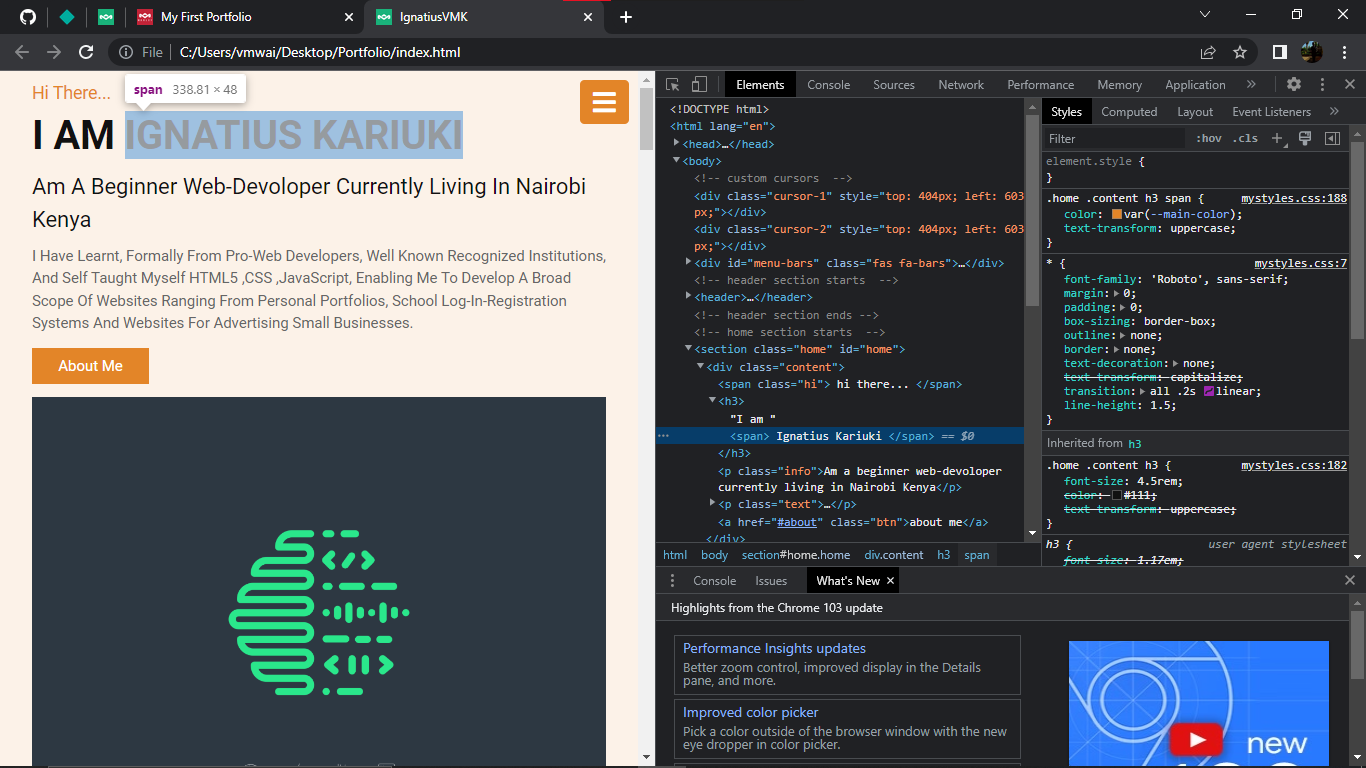 My First Portfolio
IgnatiusVMK
File
C:/Users/vmwai/Desktop/Portfolio/index.html
Hi There...
span 338.81 × 48
I AM IGNATIUS KARIUKI
Am A Beginner Web-Devoloper Currently Living In Nairobi
Kenya
I Have Learnt, Formally From Pro-Web Developers, Well Known Recognized Institutions,
And Self Taught Myself HTML5 ,CSS ,JavaScript, Enabling Me To Develop A Broad
Scope Of Websites Ranging From Personal Portfolios, School Log-In-Registration
Systems And Websites For Advertising Small Businesses.
About Me
Elements Console Sources Network Performance Memory Application »
<!DOCTYPE html>
<html lang="en">
<head>…</head>
<body>
<!-- custom cursors -->
<div class="cursor-1" style="top: 404px; left: 603
px;"></div>
<div class="cursor-2" style="top: 404px; left: 603
px;"></div>
<div id="menu-bars" class="fas fa-bars">…</div>
<!-- header section starts -->
<header>…</header>
<!-- header section ends -->
<!-- home section starts -->
<section class="home" id="home">
<div class="content">
<span class="hi"> hi there... </span>
<h3>
"I am "
<span> Ignatius Kariuki </span> == $0
</h3>
<p class="info">Am a beginner web-devoloper
currently living in Nairobi Kenya</p>
<p class="text">…</p>
<a href="#about" class="btn">about me</a>
</div>
html body section#home.home div.content h3 span
Styles Computed Layout Event Listeners »
Filter :hov .cls +
element.style {
}
.home .content h3 span { mystyles.css:188
color: var(--main-color);
text-transform: uppercase;
}
* { mystyles.css:7
font-family: 'Roboto', sans-serif;
margin: 0;
padding: 0;
box-sizing: border-box;
outline: none;
border: none;
text-decoration: none;
text-transform: capitalize;
transition: all .2s linear;
line-height: 1.5;
}
Inherited from h3
.home .content h3 { mystyles.css:182
font-size: 4.5rem;
color: #111;
text-transform: uppercase;
}
h3 { user agent stylesheet
font-size: 1.17em;
Console Issues What's New
Highlights from the Chrome 103 update
Performance Insights updates
Better zoom control, improved display in the Details
pane, and more.
Improved color picker
Pick a color outside of the browser window with the new
eye dropper in color picker.
new